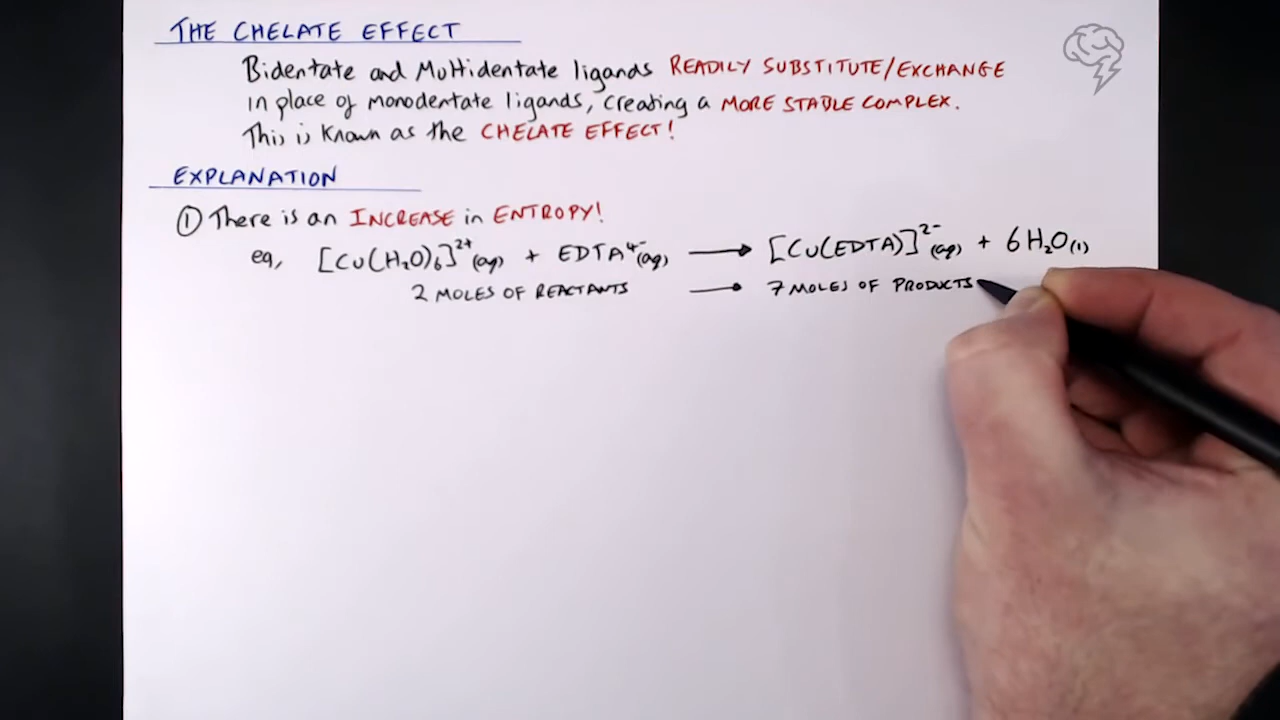 THE CHELATE EFFECT
Bidentate and Multidentate ligands READILY SUBSTITUTE/EXCHANGE
in place of monodentate ligands, creating a MORE STABLE COMPLEX.
This is known as the CHELATE EFFECT!
EXPLANATION
① There is an INCREASE in ENTROPY!
eg, [Cu(H₂O)₆]²⁺(aq) + EDTA⁴⁻(aq) → [Cu(EDTA)]²⁻(aq) + 6H₂O(l)
2 MOLES OF REACTANTS → 7 MOLES OF PRODUCTS